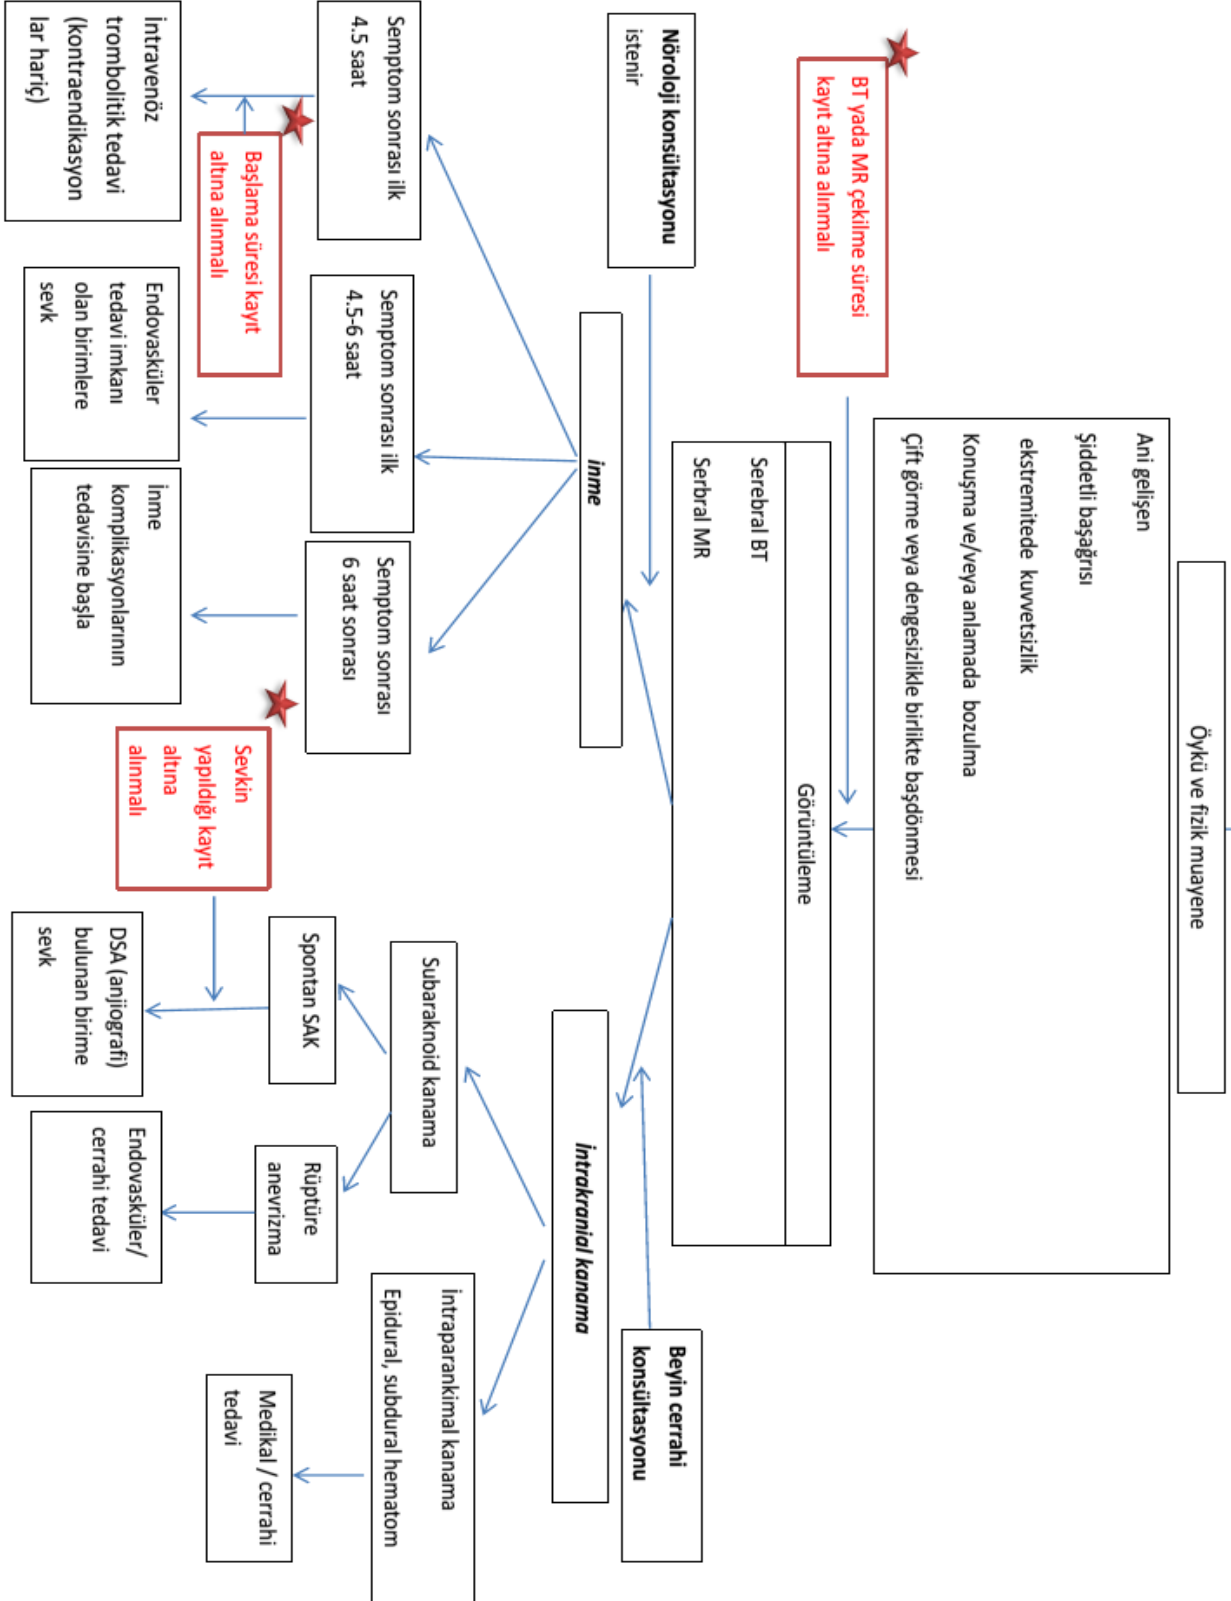 Öykü ve fizik muayene
Ani gelişen
Şiddetli başağrısı
ekstremitede kuvvetsizlik
Konuşma ve/veya anlamada bozulma
Çift görme veya dengesizlikle birlikte başdönmesi
BT yada MR çekilme süresi
kayıt altına alınmalı
Görüntüleme
Serebral BT
Serbral MR
Nöroloji konsültasyonu
istenir
Beyin cerrahi
konsültasyonu
inme
İntrakranial kanama
Semptom sonrası ilk
4.5 saat
Semptom sonrası ilk
4.5-6 saat
Semptom sonrası
6 saat sonrası
Subaraknoid kanama
İntraparankimal kanama
Epidural, subdural hematom
Başlama süresi kayıt
altına alınmalı
Sevkin
yapıldığı kayıt
altına
alınmalı
Spontan SAK
Rüptüre
anevrizma
Medikal / cerrahi
tedavi
İntravenöz
trombolitik tedavi
(kontraendikasyon
lar hariç)
Endovasküler
tedavi imkanı
olan birimlere
sevk
İnme
komplikasyonlarının
tedavisine başla
DSA (anjiografi)
bulunan birime
sevk
Endovasküler/
cerrahi tedavi